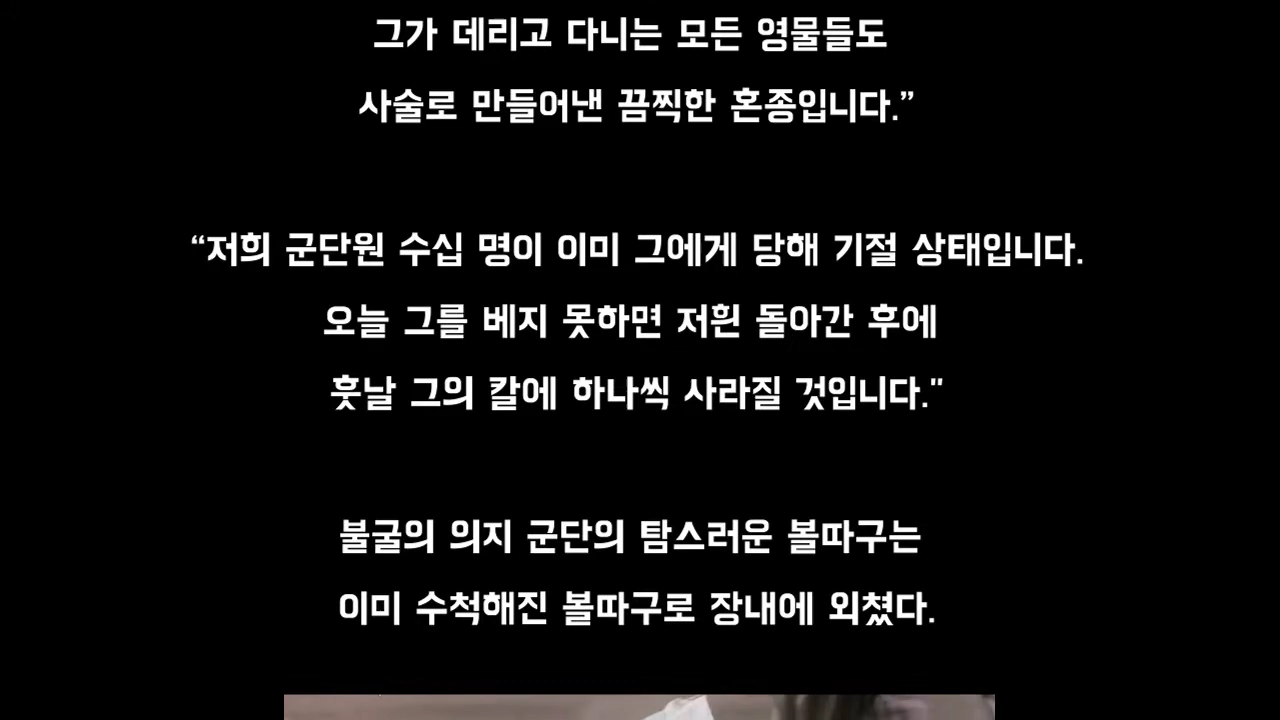 그가 데리고 다니는 모든 영물들도
사술로 만들어낸 끔찍한 혼종입니다.”
“저희 군단원 수십 명이 이미 그에게 당해 기절 상태입니다.
오늘 그를 베지 못하면 저흰 돌아간 후에
훗날 그의 칼에 하나씩 사라질 것입니다."
불굴의 의지 군단의 탐스러운 볼따구는
이미 수척해진 볼따구로 장내에 외쳤다.